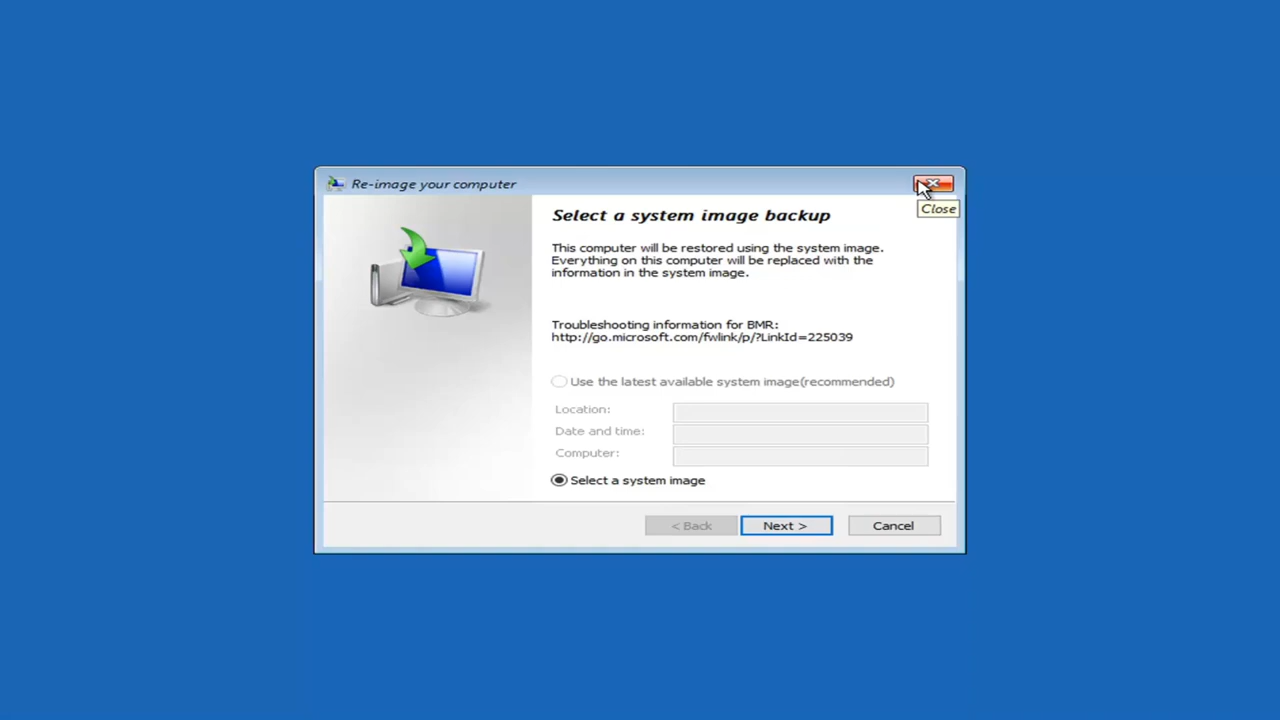 Re-image your computer
Close
Select a system image backup
This computer will be restored using the system image.
Everything on this computer will be replaced with the
information in the system image.
Troubleshooting information for BMR:
http://go.microsoft.com/fwlink/p/?LinkId=225039
Use the latest available system image(recommended)
Location:
Date and time:
Computer:
Select a system image
< Back
Next >
Cancel